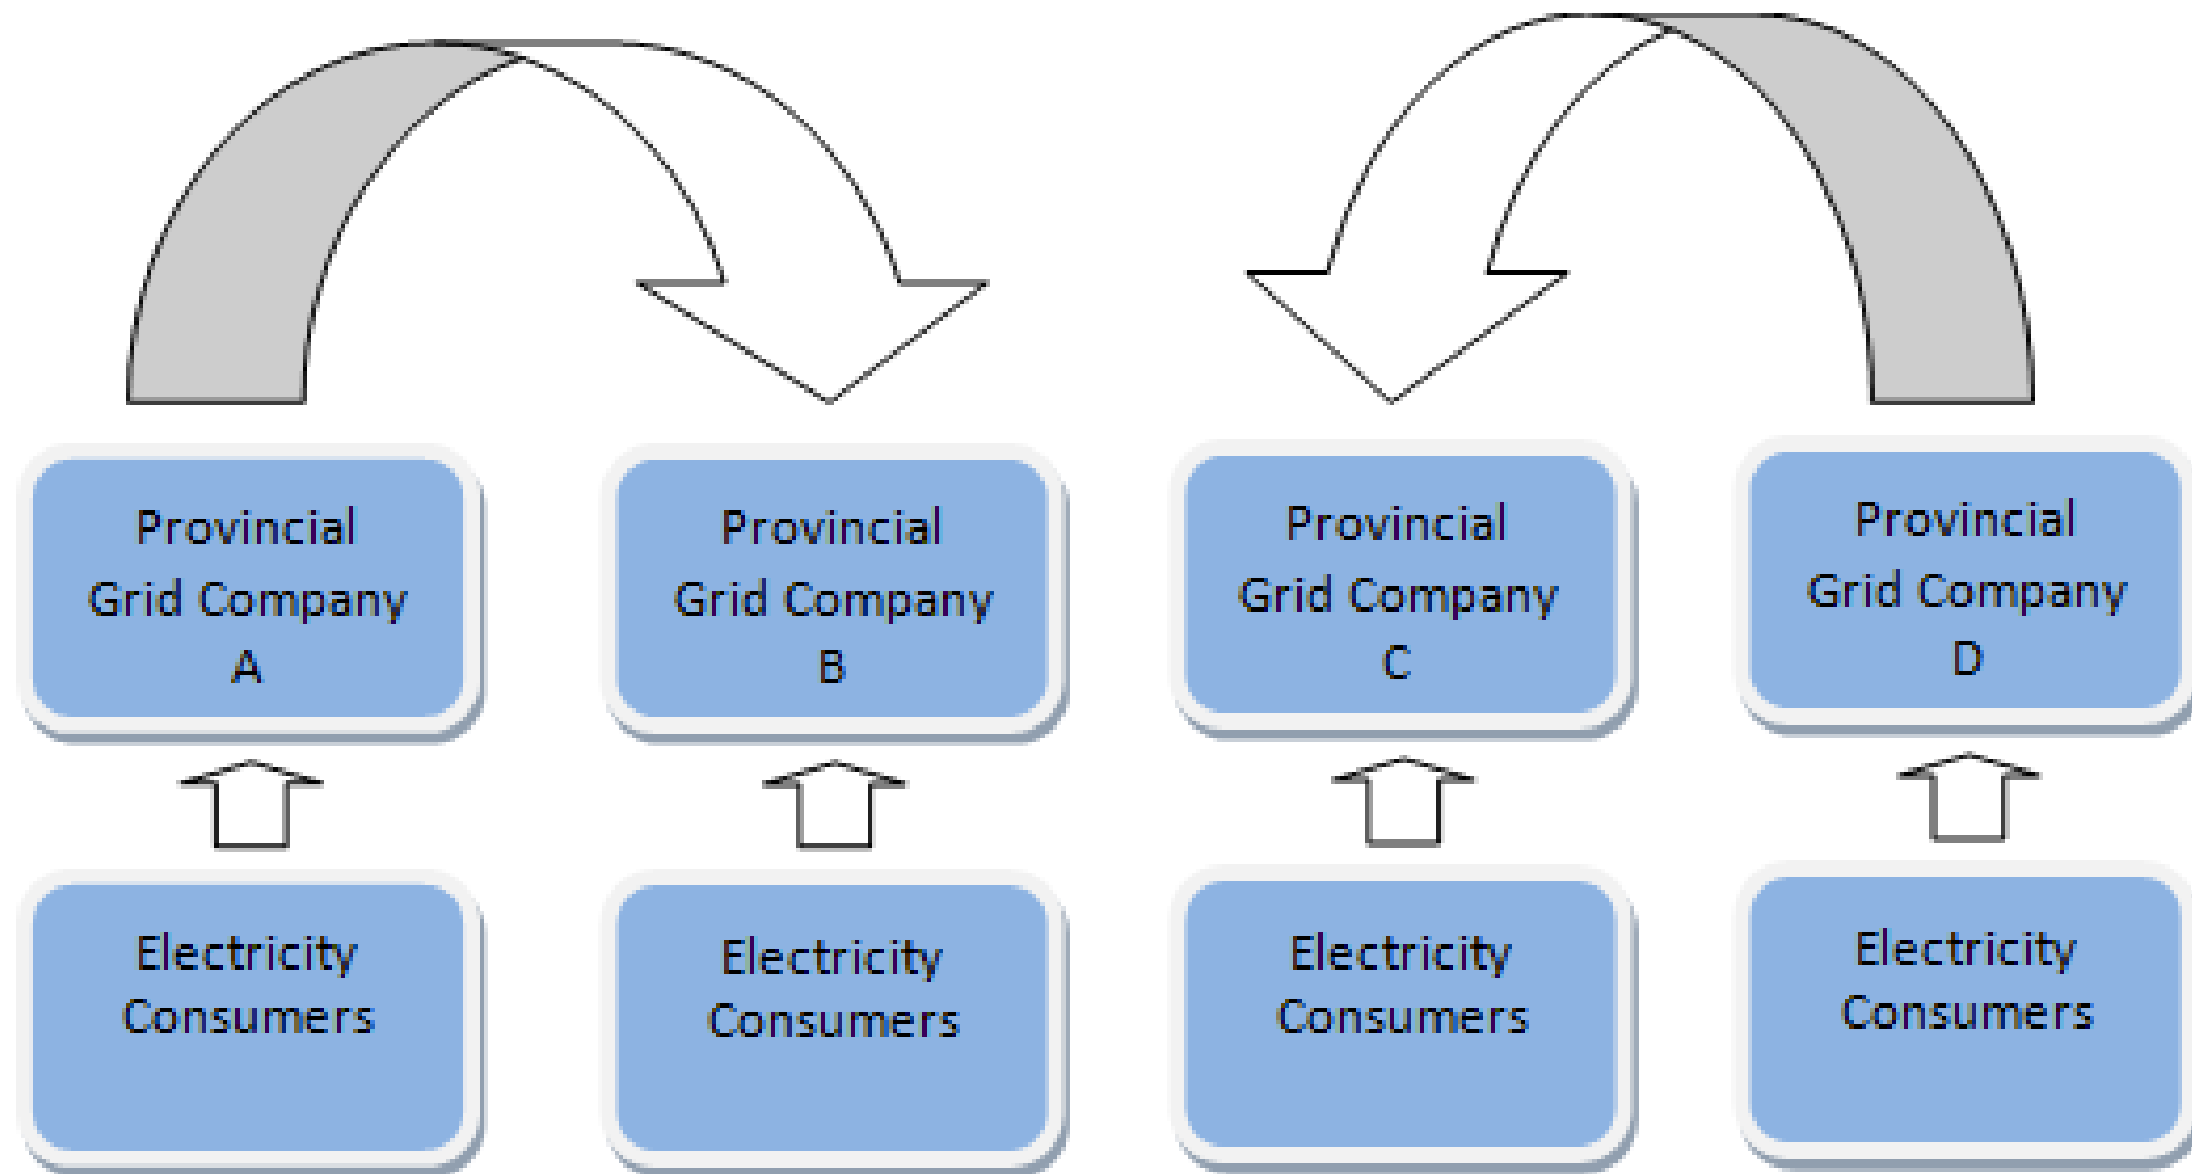 Provincial
Grid Company
A
Provincial
Grid Company
B
Provincial
Grid Company
C
Provincial
Grid Company
D
Electricity
Consumers
Electricity
Consumers
Electricity
Consumers
Electricity
Consumers